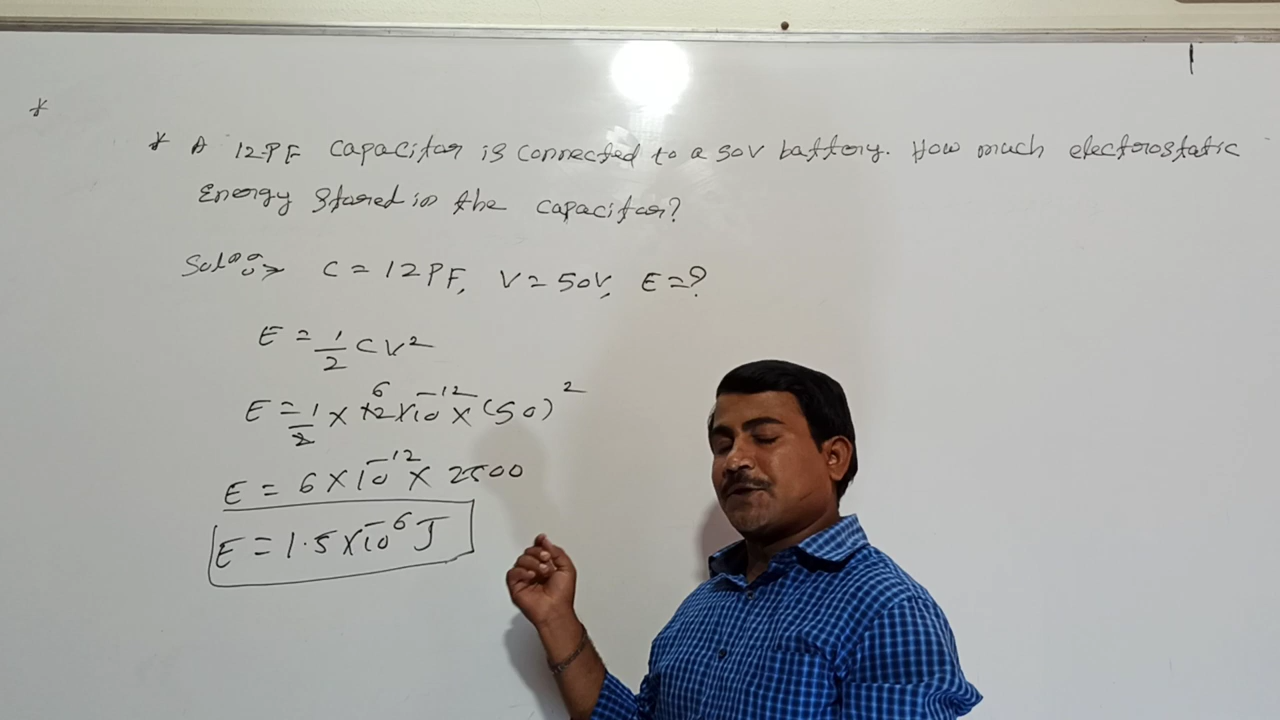 * A 12PF capacitor is connected to a 50V battery. How much electrostatic
Energy stored in the capacitor?
Solⁿ:> C = 12PF, V = 50V, E = ?
E = 1/2 CV²
E = 1/2 × 12 × 10⁻¹² × (50)²
6
E = 6 × 10⁻¹² × 2500
E = 1.5 × 10⁻⁶ J